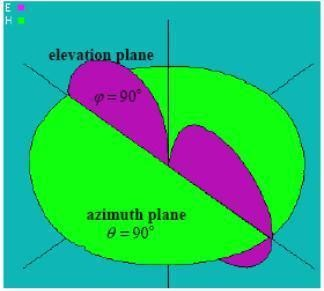 E
H
elevation plane
φ = 90°
azimuth plane
θ = 90°